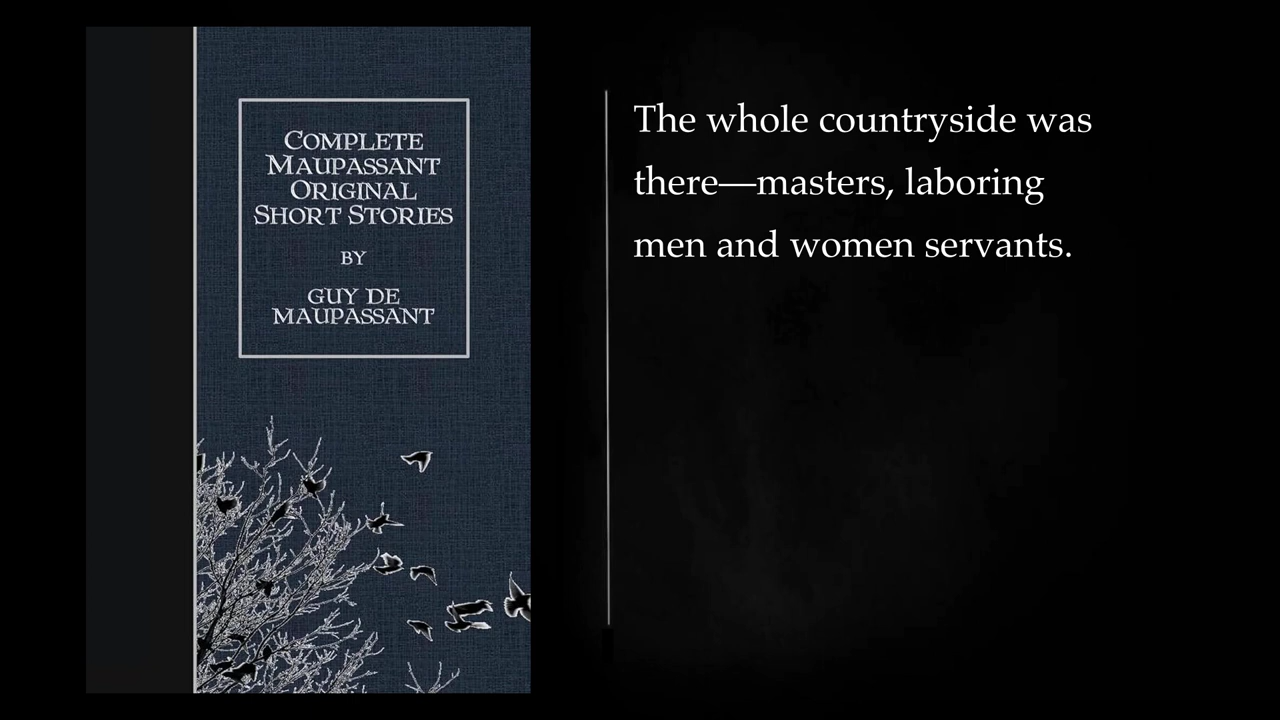 COMPLETE
MAUPASSANT
ORIGINAL
SHORT STORIES
BY
GUY DE
MAUPASSANT
The whole countryside was
there—masters, laboring
men and women servants.